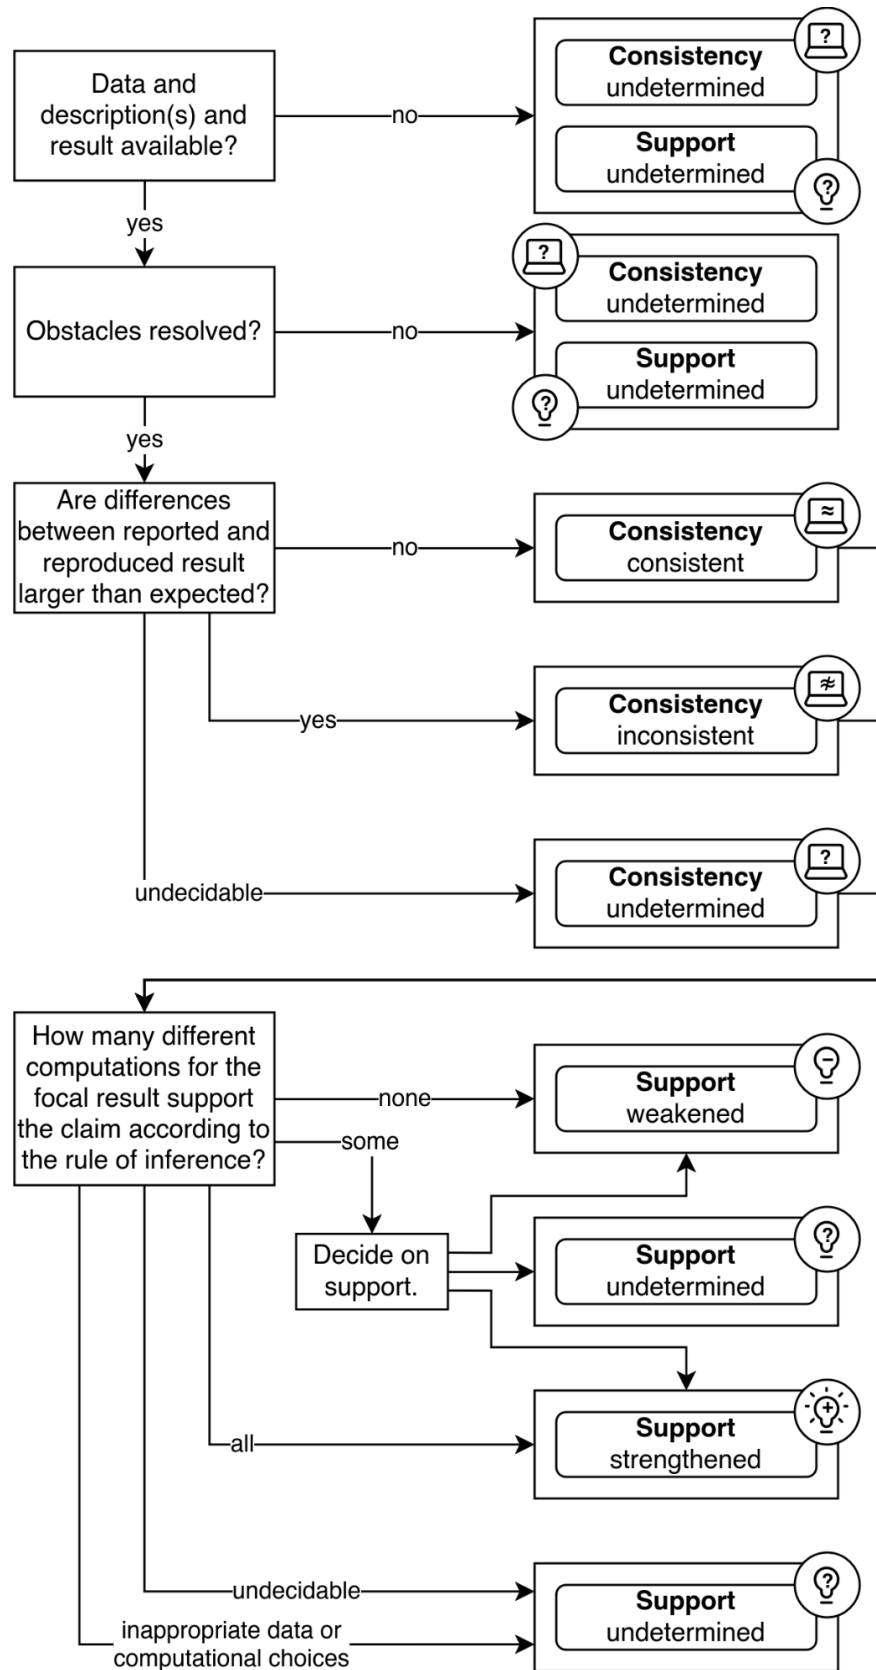 Data and
description(s) and
result available?
no
Consistency
undetermined
?
Support
undetermined
?
yes
Obstacles resolved?
no
?
Consistency
undetermined
Support
undetermined
?
yes
Are differences
between reported and
reproduced result
larger than expected?
no
Consistency
consistent
≈
yes
Consistency
inconsistent
≉
undecidable
Consistency
undetermined
?
How many different
computations for the
focal result support
the claim according to
the rule of inference?
none
Support
weakened
−
some
Decide on
support.
Support
undetermined
?
all
Support
strengthened
+
undecidable
inappropriate data or
computational choices
Support
undetermined
?